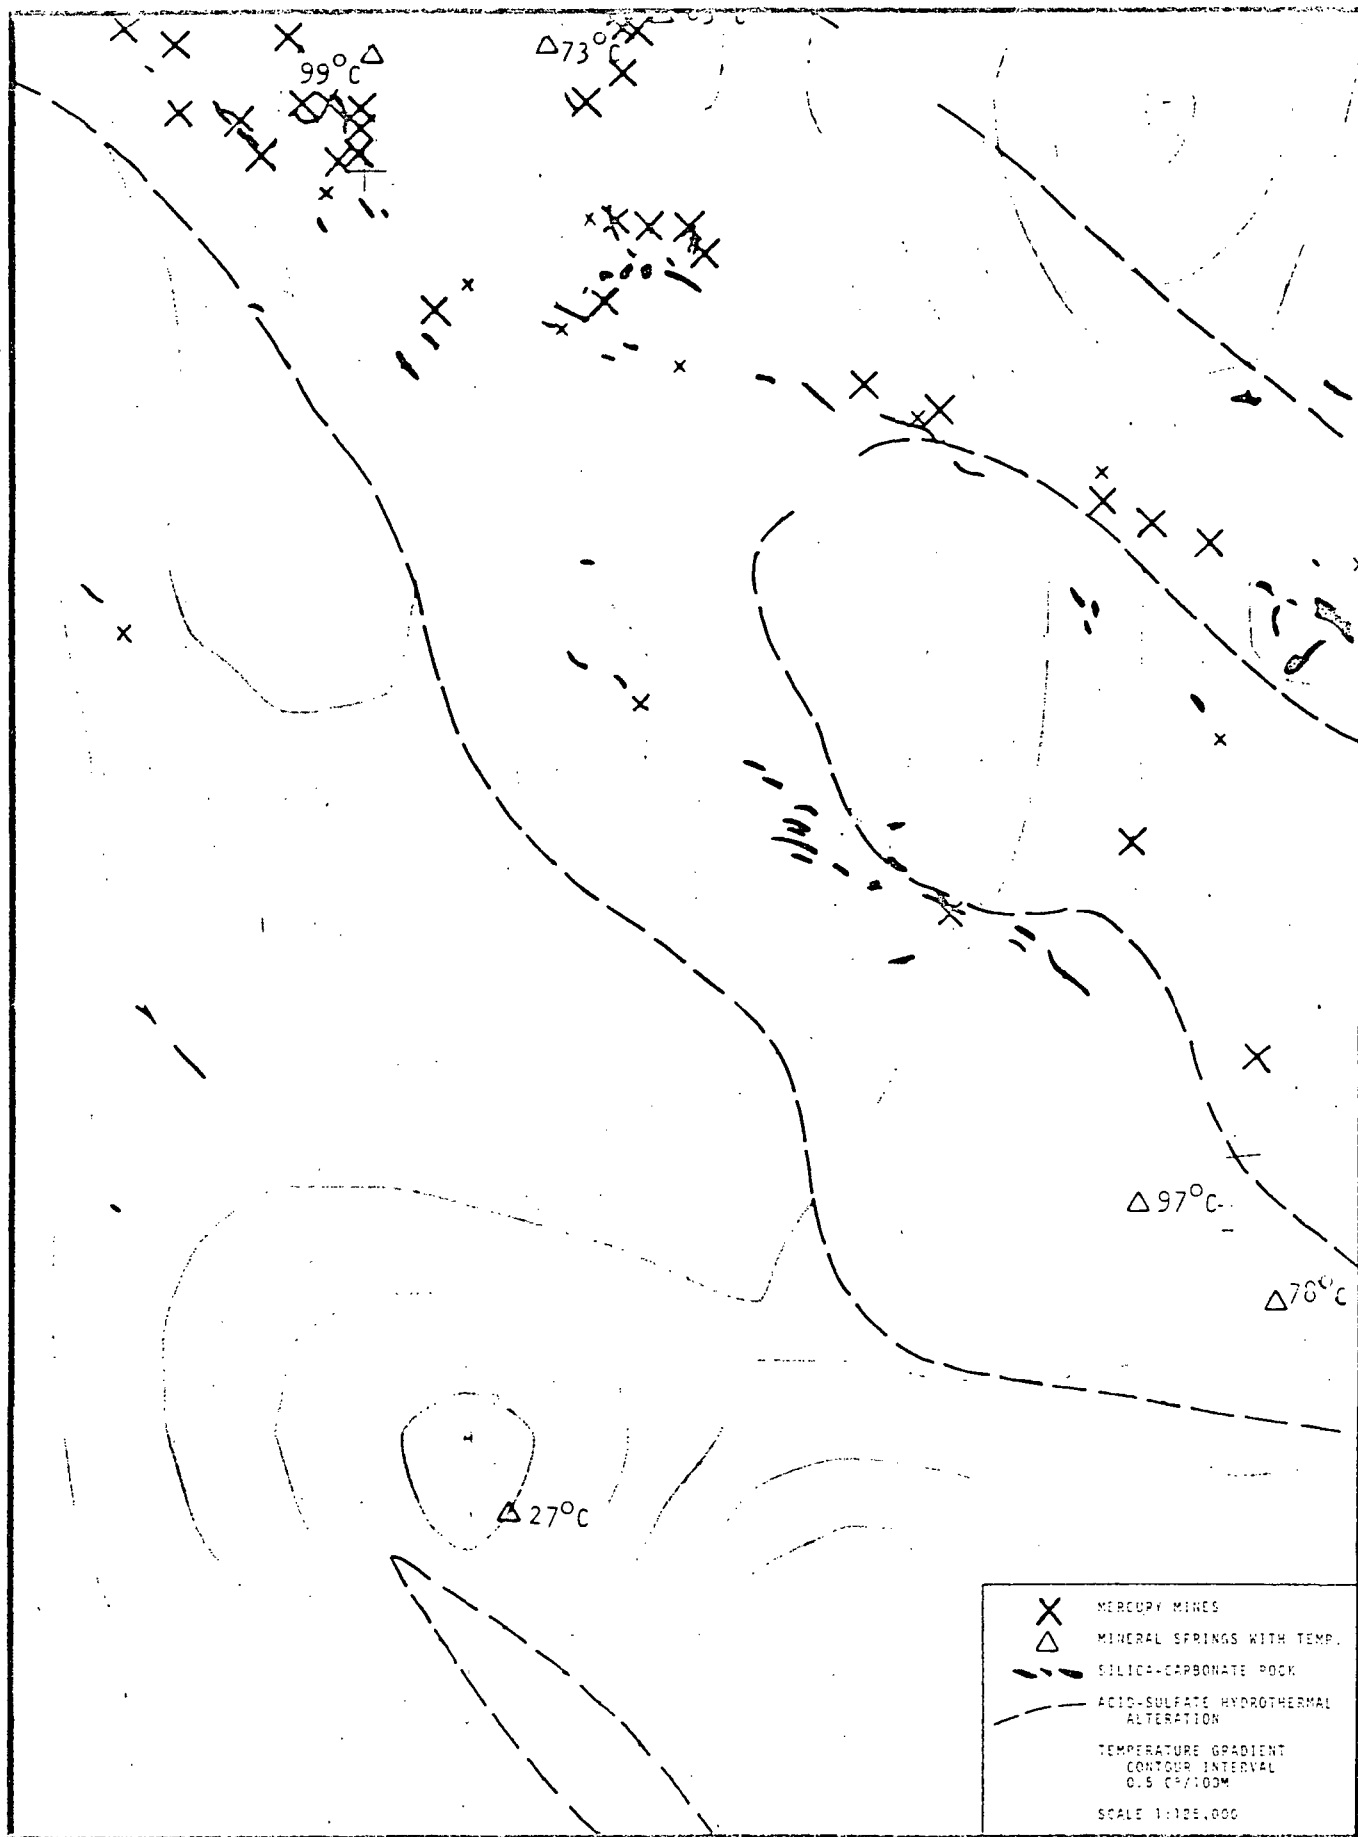 99°C
73°C
97°C
78°C
27°C
MERCURY MINES
MINERAL SPRINGS WITH TEMP.
SILICA-CARBONATE ROCK
ACID-SULFATE HYDROTHERMAL
ALTERATION
TEMPERATURE GRADIENT
CONTOUR INTERVAL
0.5 C°/100M
SCALE 1:125,000